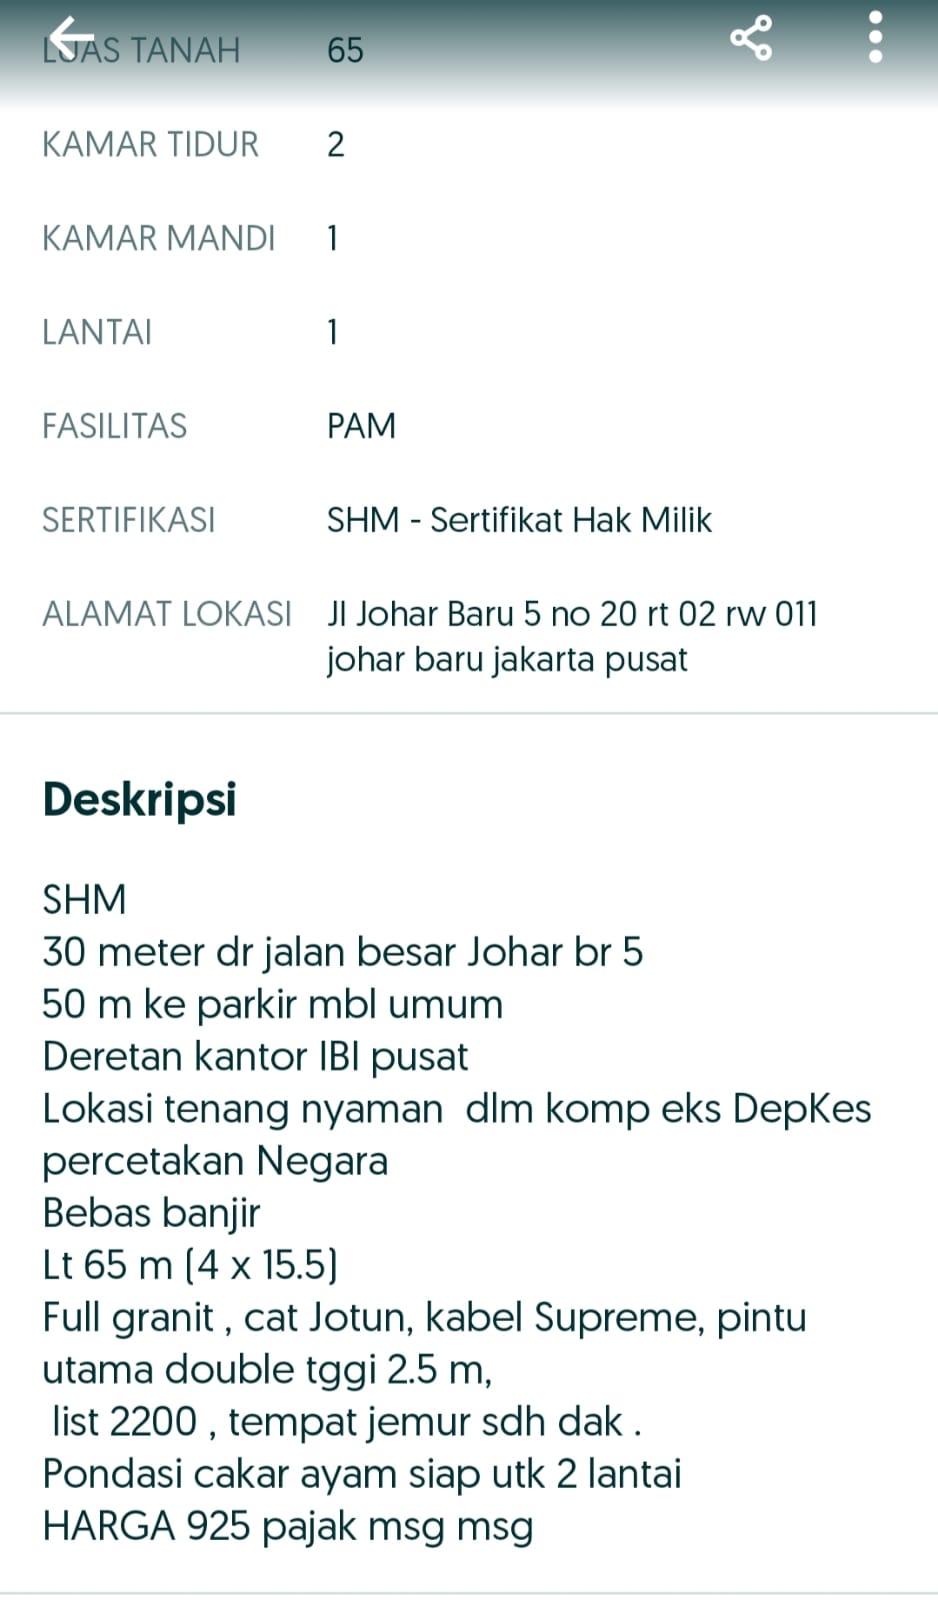 LUAS TANAH 65
KAMAR TIDUR 2
KAMAR MANDI 1
LANTAI 1
FASILITAS PAM
SERTIFIKASI SHM - Sertifikat Hak Milik
ALAMAT LOKASI Jl Johar Baru 5 no 20 rt 02 rw 011
johar baru jakarta pusat
Deskripsi
SHM
30 meter dr jalan besar Johar br 5
50 m ke parkir mbl umum
Deretan kantor IBI pusat
Lokasi tenang nyaman  dlm komp eks DepKes
percetakan Negara
Bebas banjir
Lt 65 m (4 x 15.5)
Full granit , cat Jotun, kabel Supreme, pintu
utama double tggi 2.5 m,
list 2200 , tempat jemur sdh dak .
Pondasi cakar ayam siap utk 2 lantai
HARGA 925 pajak msg msg